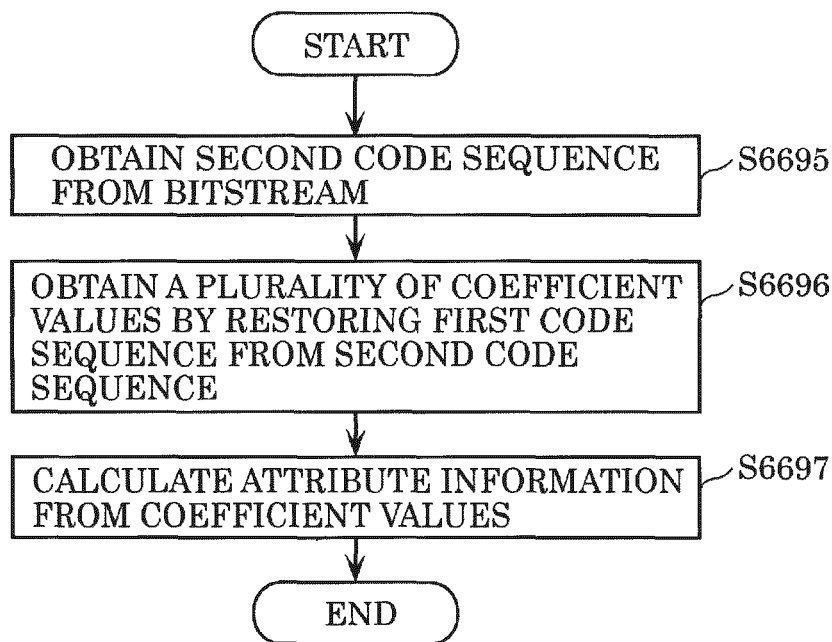 START
OBTAIN SECOND CODE SEQUENCE
FROM BITSTREAM
S6695
OBTAIN A PLURALITY OF COEFFICIENT
VALUES BY RESTORING FIRST CODE
SEQUENCE FROM SECOND CODE
SEQUENCE
S6696
CALCULATE ATTRIBUTE INFORMATION
FROM COEFFICIENT VALUES
S6697
END